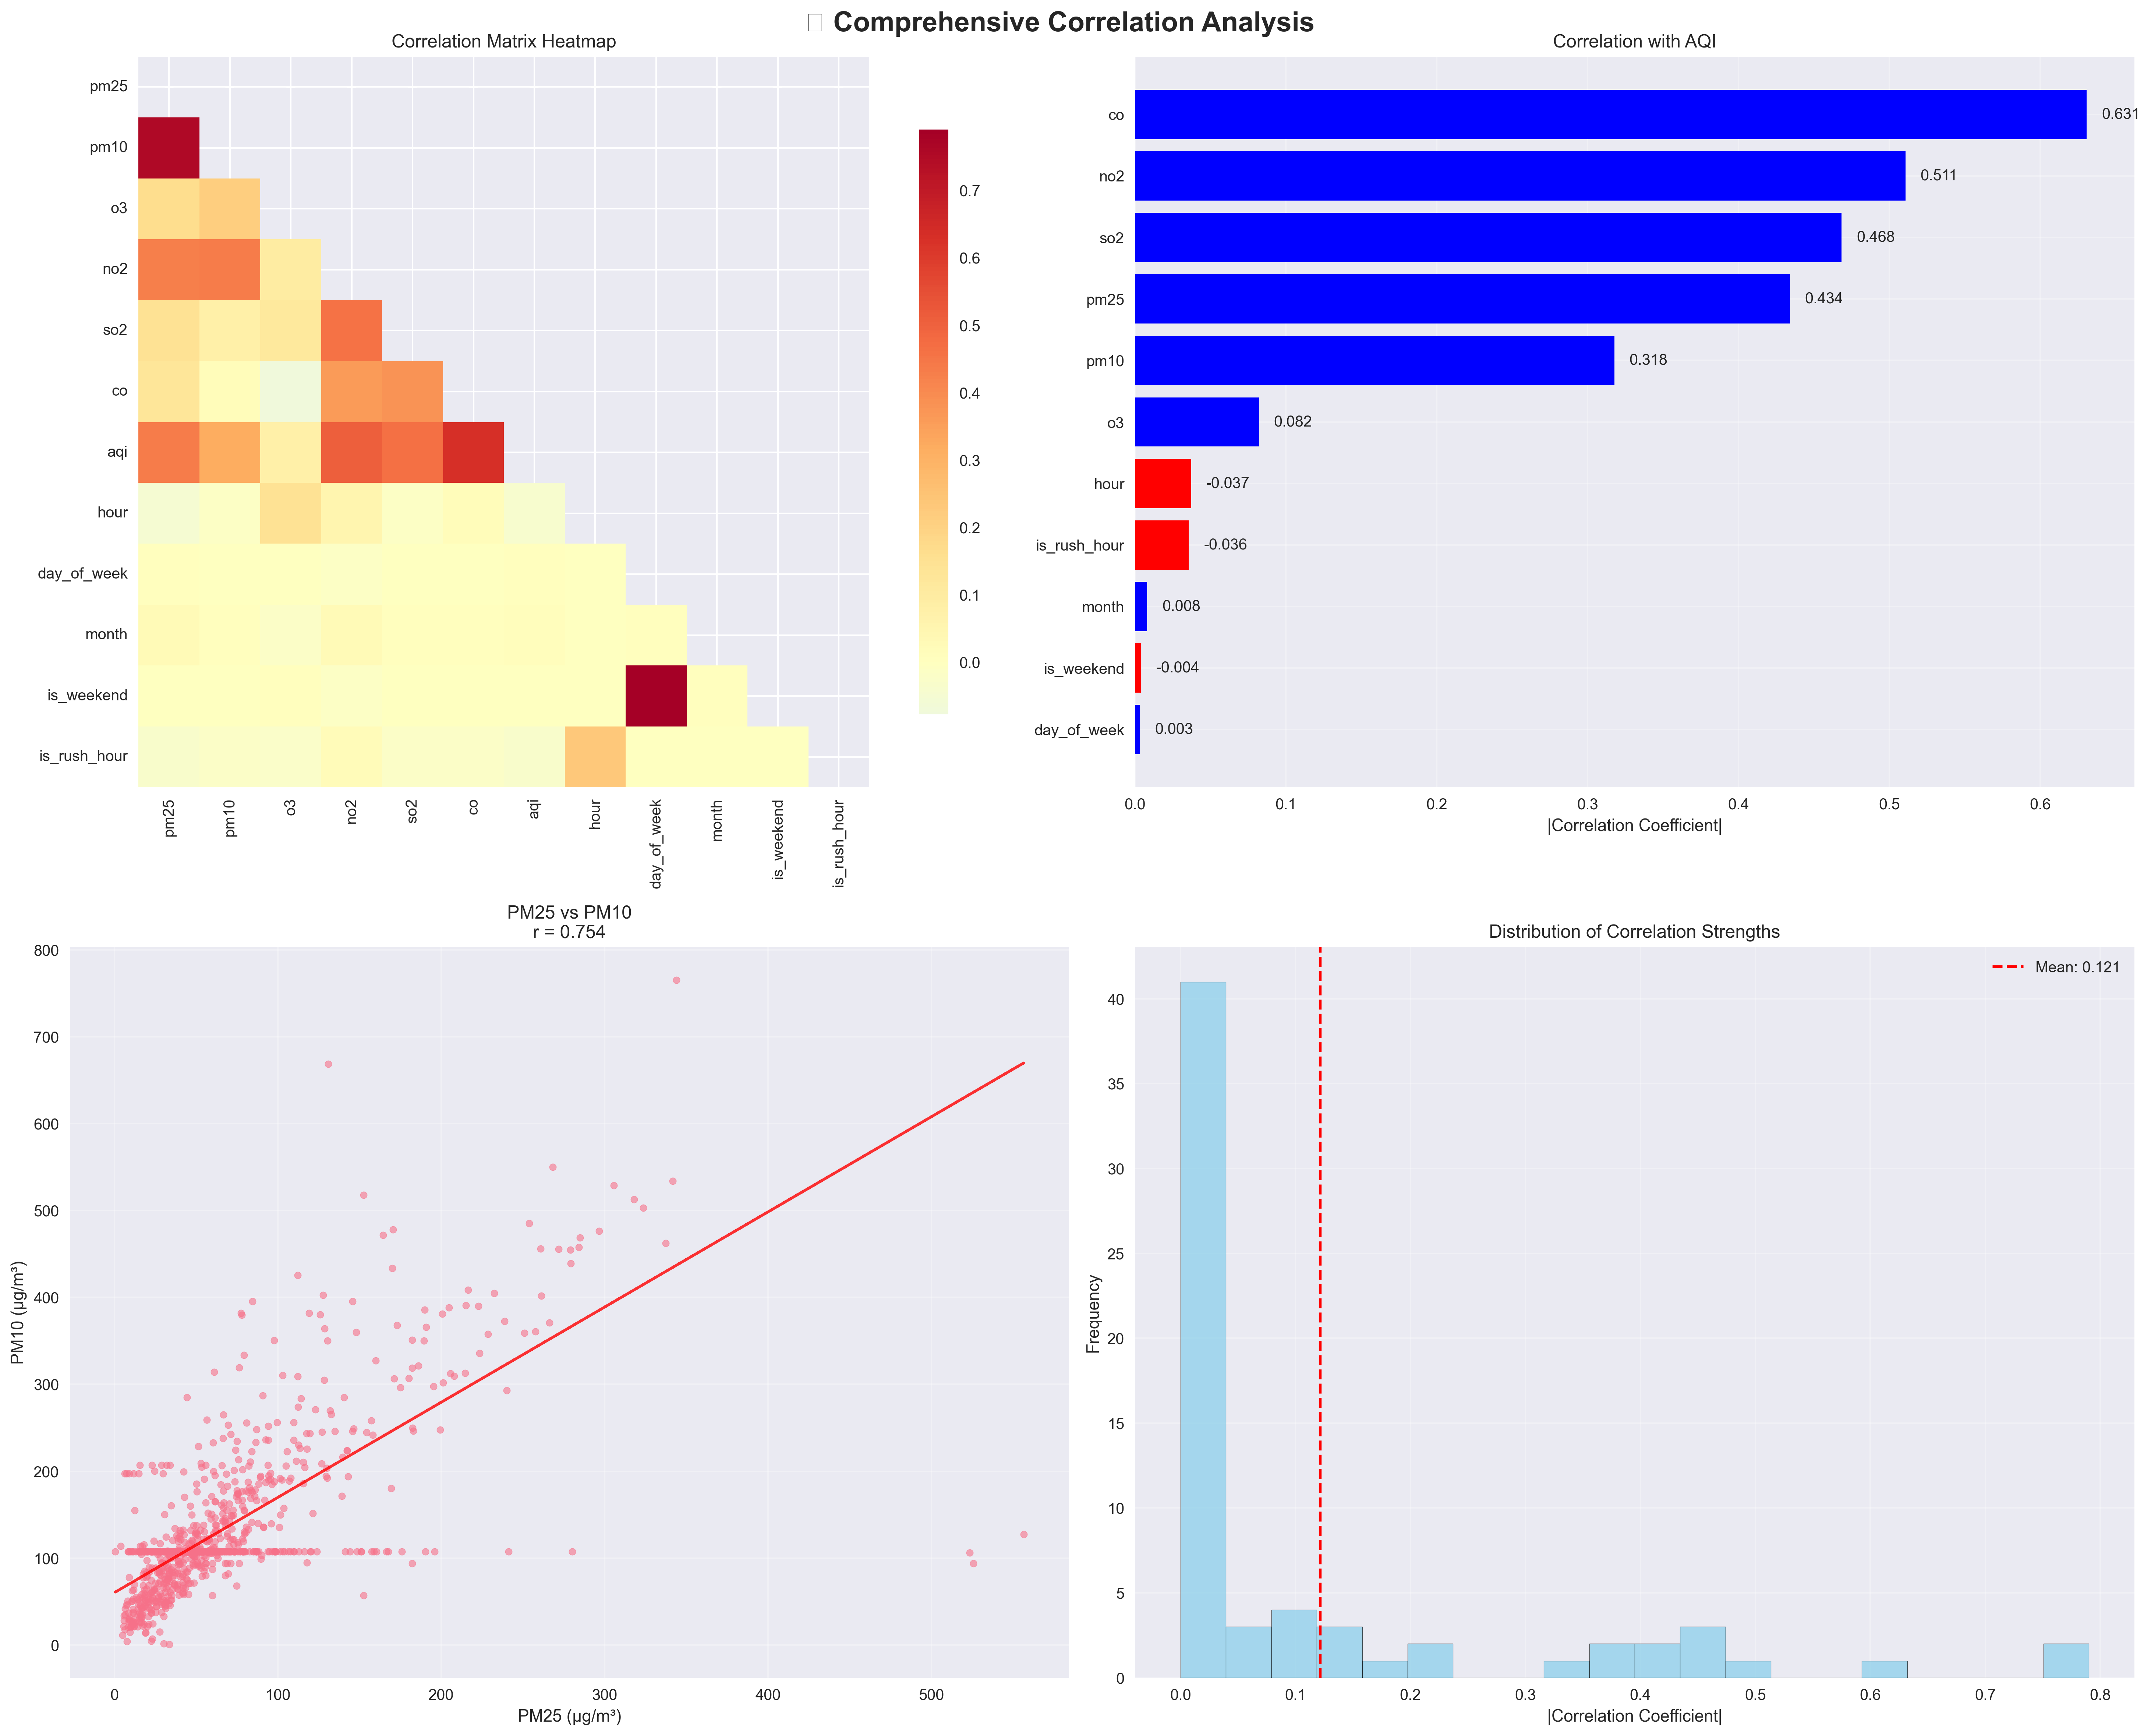 Comprehensive Correlation Analysis
Correlation Matrix Heatmap
pm25
pm10
o3
no2
so2
co
aqi
hour
day_of_week
month
is_weekend
is_rush_hour
pm25
pm10
o3
no2
so2
co
aqi
hour
day_of_week
month
is_weekend
is_rush_hour
0.7
0.6
0.5
0.4
0.3
0.2
0.1
0.0
Correlation with AQI
co 0.631
no2 0.511
so2 0.468
pm25 0.434
pm10 0.318
o3 0.082
hour -0.037
is_rush_hour -0.036
month 0.008
is_weekend -0.004
day_of_week 0.003
0.0 0.1 0.2 0.3 0.4 0.5 0.6
|Correlation Coefficient|
PM25 vs PM10
r = 0.754
PM10 (µg/m³)
800
700
600
500
400
300
200
100
0
0 100 200 300 400 500
PM25 (µg/m³)
Distribution of Correlation Strengths
Mean: 0.121
Frequency
40
35
30
25
20
15
10
5
0
0.0 0.1 0.2 0.3 0.4 0.5 0.6 0.7 0.8
|Correlation Coefficient|